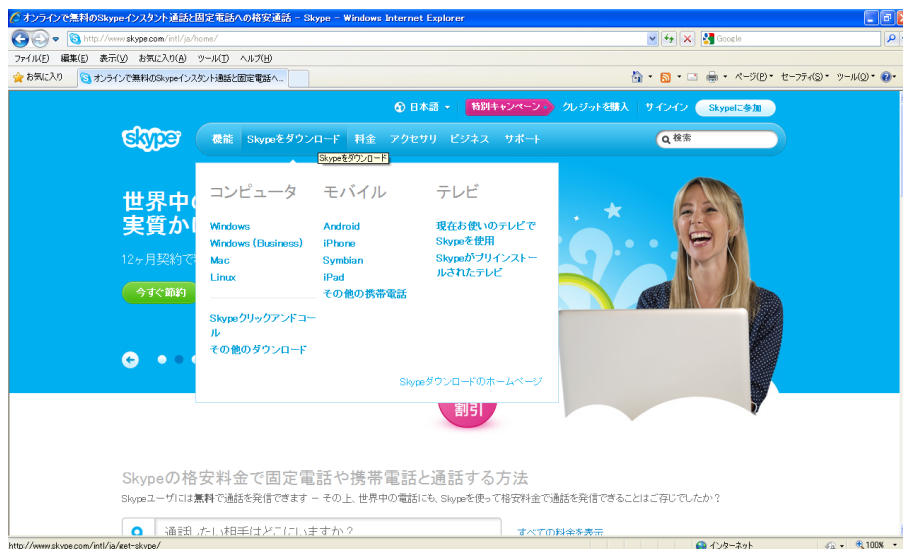 オンラインで無料のSkypeインスタント通話と固定電話への格安通話 - Skype - Windows Internet Explorer
http://www.skype.com/intl/ja/home/
Google
ファイル(F) 編集(E) 表示(V) お気に入り(A) ツール(T) ヘルプ(H)
お気に入り
オンラインで無料のSkypeインスタント通話と固定電話へ...
ページ(P) セーフティ(S) ツール(O)
日本語 特別キャンペーン クレジットを購入 サインイン Skypeに参加
skype
機能 Skypeをダウンロード 料金 アクセサリ ビジネス サポート
検索
Skypeをダウンロード
世界中
実質か
12ヶ月契約で
今すぐ節約
コンピュータ
Windows
Windows (Business)
Mac
Linux
Skypeクリックアンドコー
ル
その他のダウンロード
モバイル
Android
iPhone
Symbian
iPad
その他の携帯電話
テレビ
現在お使いのテレビで
Skypeを使用
Skypeがプリインストー
ルされたテレビ
Skypeダウンロードのホームページ
割引
Skypeの格安料金で固定電話や携帯電話と通話する方法
Skypeユーザには無料で通話を発信できます - その上、世界中の電話にも、Skypeを使って格安料金で通話を発信できることはご存じでしたか？
通話したい相手はどこにいますか？
すべての料金を表示
http://www.skype.com/intl/ja/get-skype/
インターネット
100%